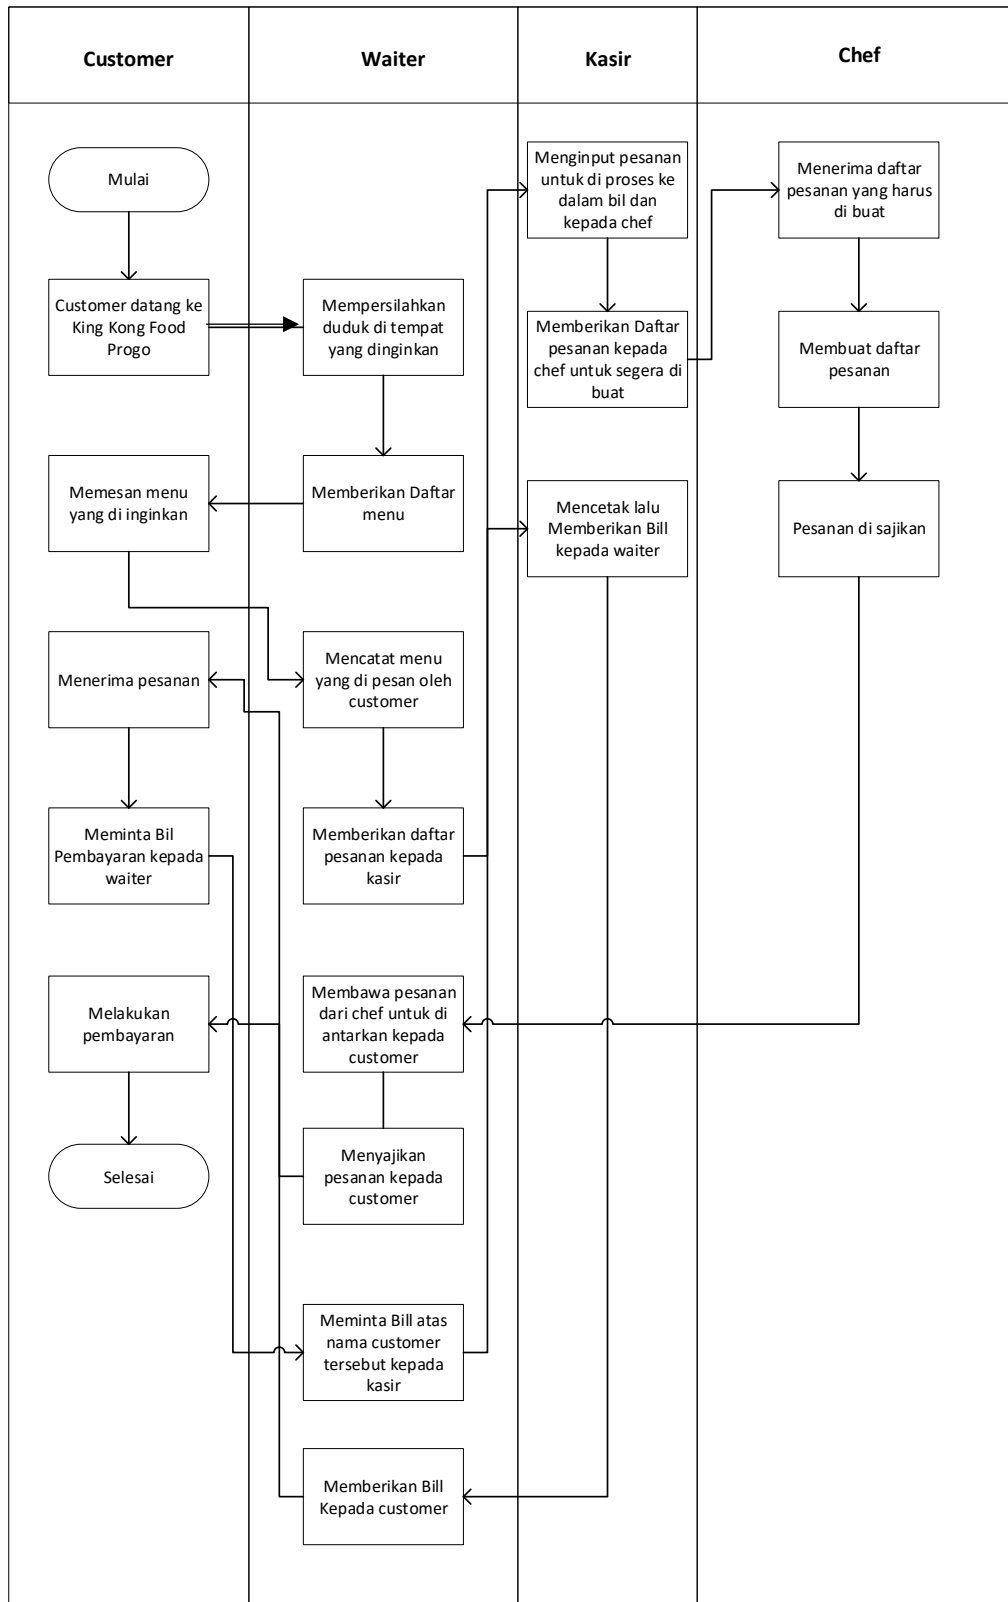 Customer
Waiter
Kasir
Chef
Mulai
Customer datang ke
King Kong Food
Progo
Memesan menu
yang di inginkan
Menerima pesanan
Meminta Bil
Pembayaran kepada
waiter
Melakukan
pembayaran
Selesai
Mempersilahkan
duduk di tempat
yang dinginkan
Memberikan Daftar
menu
Mencatat menu
yang di pesan oleh
customer
Memberikan daftar
pesanan kepada
kasir
Membawa pesanan
dari chef untuk di
antarkan kepada
customer
Menyajikan
pesanan kepada
customer
Meminta Bill atas
nama customer
tersebut kepada
kasir
Memberikan Bill
Kepada customer
Menginput pesanan
untuk di proses ke
dalam bil dan
kepada chef
Memberikan Daftar
pesanan kepada
chef untuk segera di
buat
Mencetak lalu
Memberikan Bill
kepada waiter
Menerima daftar
pesanan yang harus
di buat
Membuat daftar
pesanan
Pesanan di sajikan